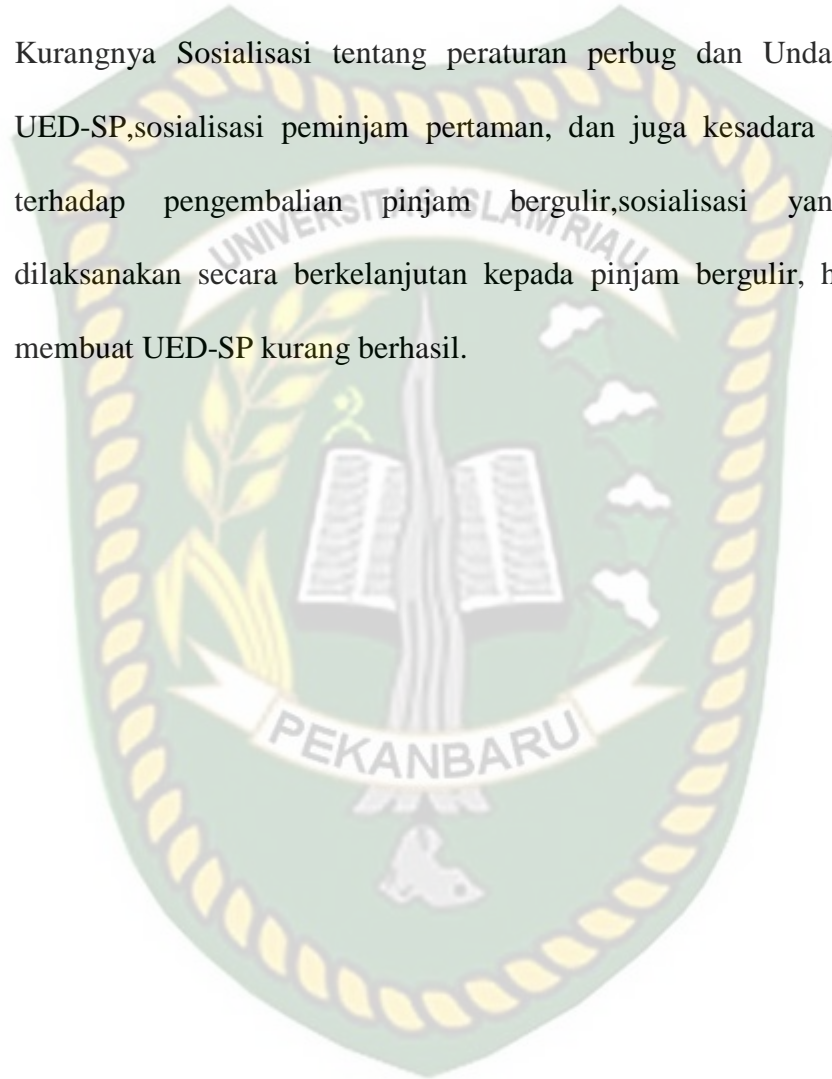 Kurangnya Sosialisasi tentang peraturan perbug dan Unda
UED-SP,sosialisasi peminjam pertaman, dan juga kesadara
terhadap pengembalian pinjam bergulir,sosialisasi yan
dilaksanakan secara berkelanjutan kepada pinjam bergulir, h
membuat UED-SP kurang berhasil.
UNIVERSITAS ISLAM RIAU
PEKANBARU